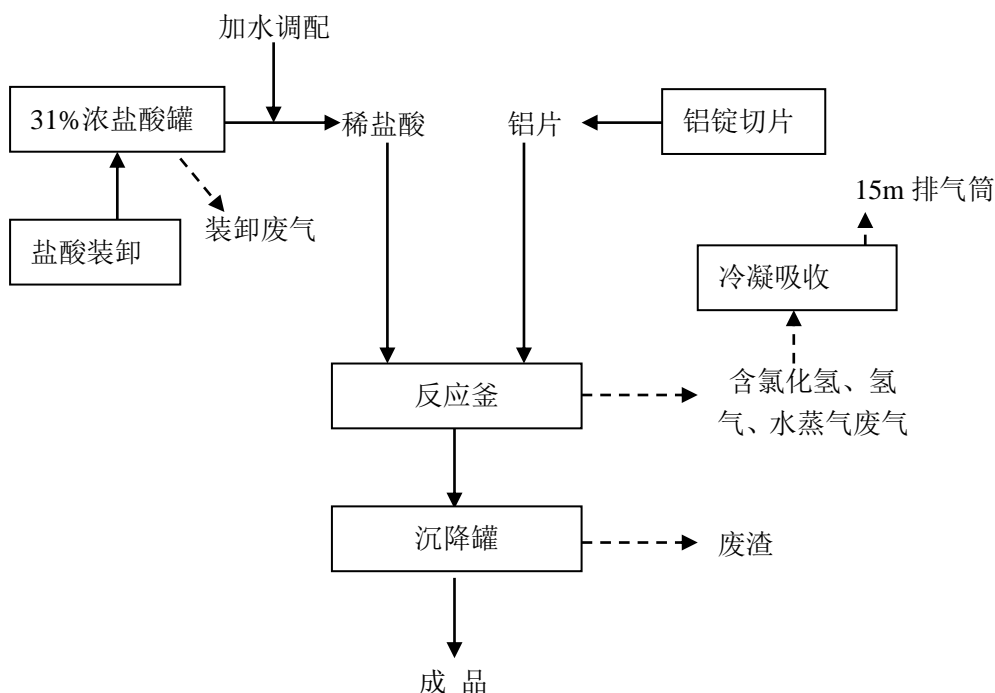 加水调配
31%浓盐酸罐
稀盐酸
铝片
铝锭切片
15m 排气筒
盐酸装卸
装卸废气
冷凝吸收
反应釜
含氯化氢、氢
气、水蒸气废气
沉降罐
废渣
成 品